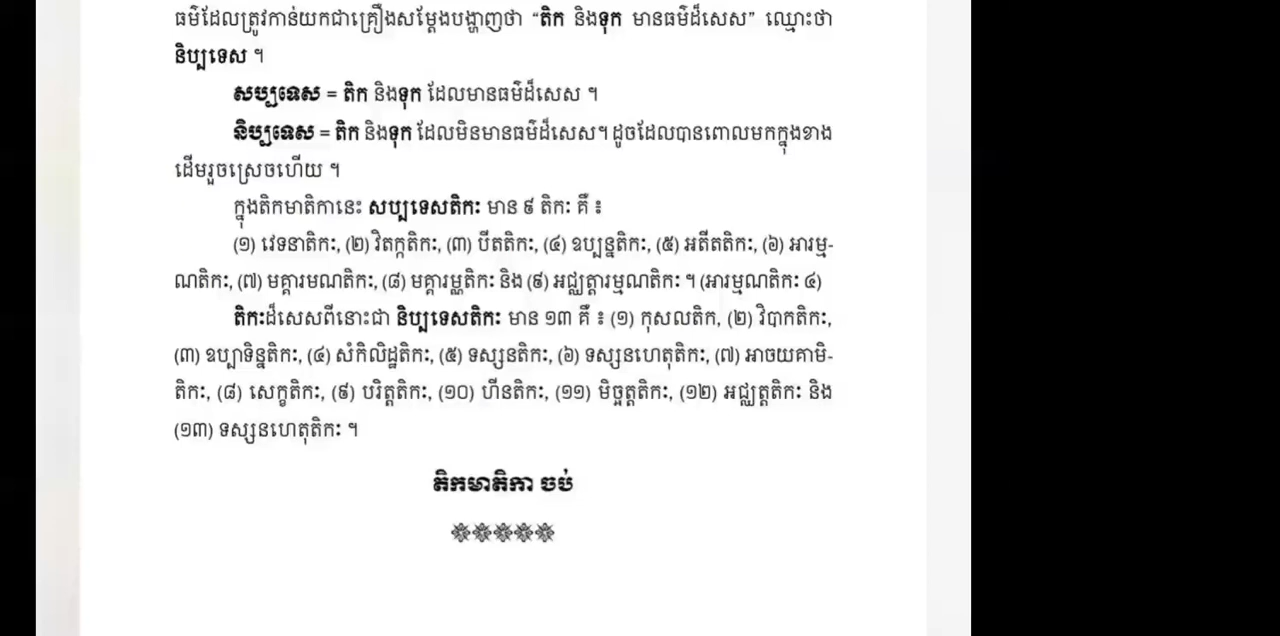 ធម៌ដែលត្រូវកាន់យកជាគ្រឿងសម្តែងបង្ហាញថា “តិក និងទុក មានធម៌ដ៏សេស” ឈ្មោះថា
និប្បទេស ។
សប្បទេស = តិក និងទុក ដែលមានធម៌ដ៏សេស ។
និប្បទេស = តិក និងទុក ដែលមិនមានធម៌ដ៏សេស។ ដូចដែលបានពោលមកក្នុងខាង
ដើមរួចស្រេចហើយ ។
ក្នុងតិកមាតិកានេះ សប្បទេសតិកៈ មាន ៩ តិកៈ គឺ ៖
(១) វេទនាតិកៈ, (២) វិតក្កតិកៈ, (៣) បីតតិកៈ, (៤) ឧប្បន្នតិកៈ, (៥) អតីតតិកៈ, (៦) អារម្ម-
ណតិកៈ, (៧) មគ្គារមណតិកៈ, (៨) មគ្គារម្ណតិកៈ និង (៩) អជ្ឈត្តារម្មណតិកៈ ។ (អារម្មណតិកៈ ៤)
តិកៈដ៏សេសពីនោះជា និប្បទេសតិកៈ មាន ១៣ គឺ ៖ (១) កុសលតិក, (២) វិបាកតិកៈ,
(៣) ឧប្បាទិន្នតិកៈ, (៤) សំកិលិដ្ឋតិកៈ, (៥) ទស្សនតិកៈ, (៦) ទស្សនហេតុតិកៈ, (៧) អាចយគាមិ-
តិកៈ, (៨) សេក្ខតិកៈ, (៩) បរិត្តតិកៈ, (១០) ហីនតិកៈ, (១១) មិច្ឆត្តតិកៈ, (១២) អជ្ឈត្តតិកៈ និង
(១៣) ទស្សនហេតុតិកៈ ។
តិកមាតិកា ចប់